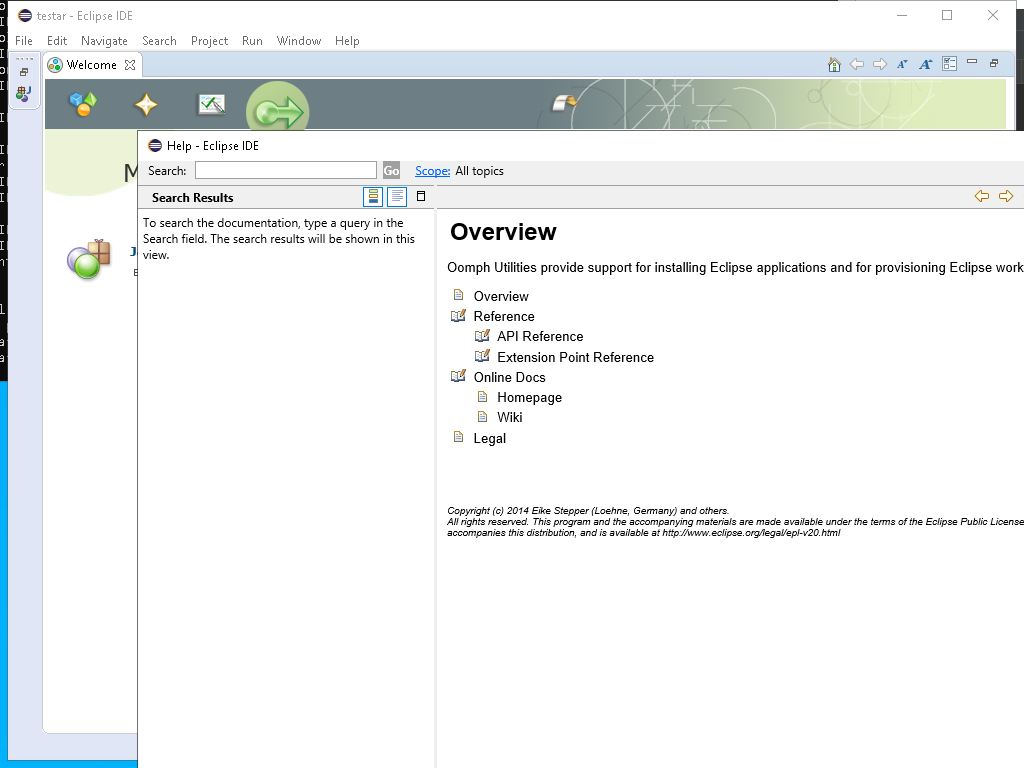 testar - Eclipse IDE
File Edit Navigate Search Project Run Window Help
Welcome
Help - Eclipse IDE
Search: Go Scope: All topics
Search Results
To search the documentation, type a query in the
Search field. The search results will be shown in this
view.
Overview
Oomph Utilities provide support for installing Eclipse applications and for provisioning Eclipse work
Overview
Reference
API Reference
Extension Point Reference
Online Docs
Homepage
Wiki
Legal
Copyright (c) 2014 Eike Stepper (Loehne, Germany) and others.
All rights reserved. This program and the accompanying materials are made available under the terms of the Eclipse Public License
accompanies this distribution, and is available at http://www.eclipse.org/legal/epl-v20.html